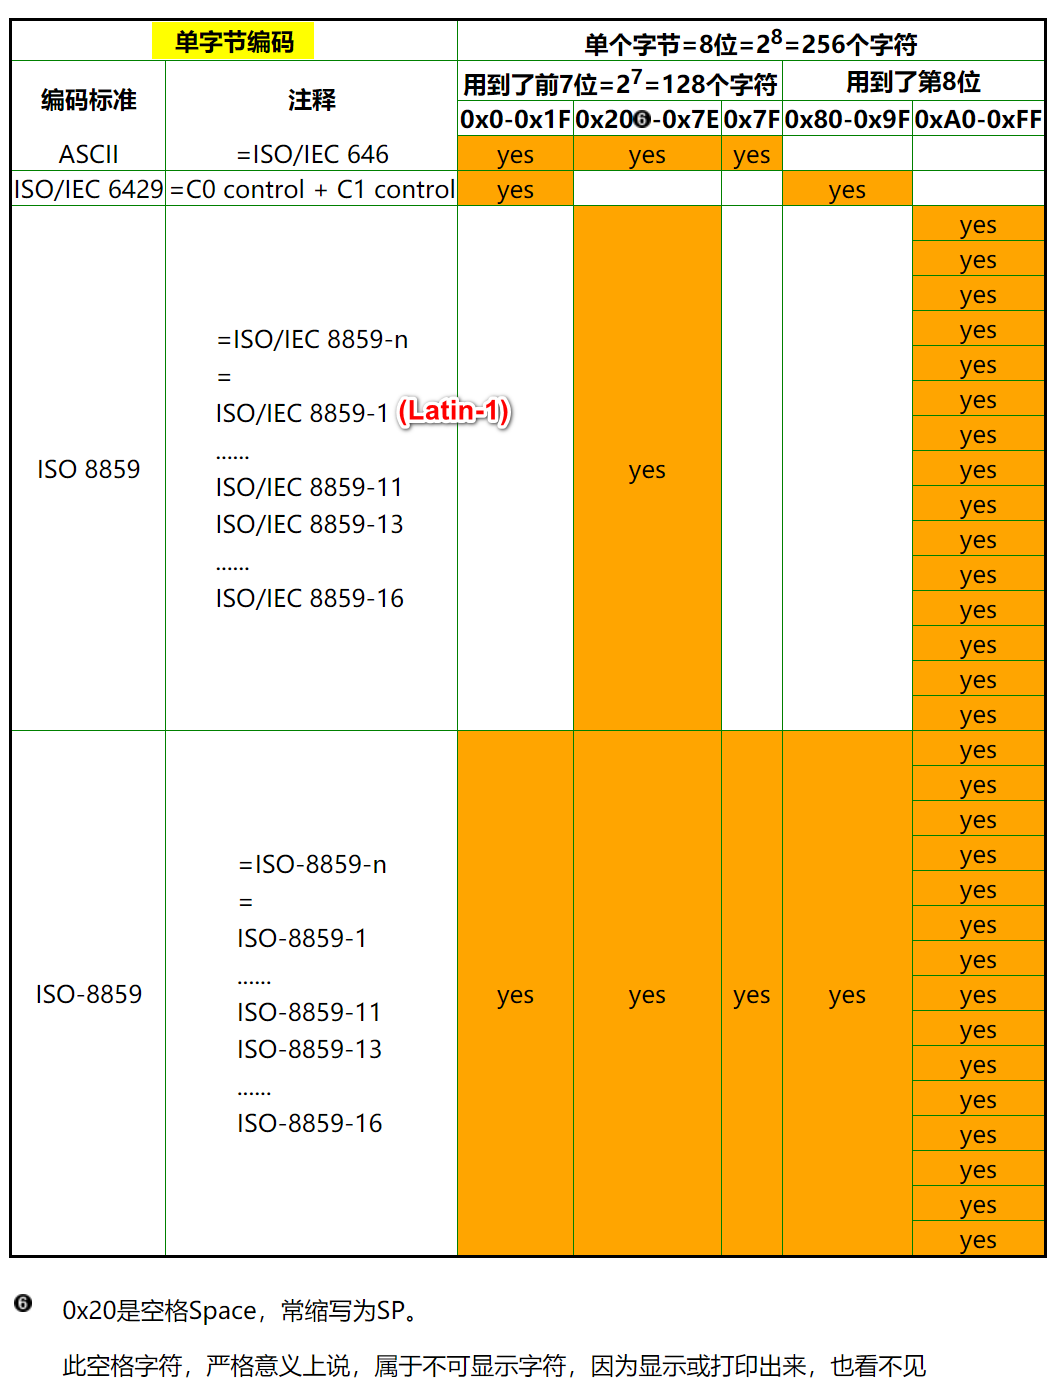 单字节编码 单个字节=8位=2⁸=256个字符
编码标准 注释 用到了前7位=2⁷=128个字符 用到了第8位
0x0-0x1F 0x20❻-0x7E 0x7F 0x80-0x9F 0xA0-0xFF
ASCII =ISO/IEC 646 yes yes yes
ISO/IEC 6429 =C0 control + C1 control yes yes
yes
yes
yes
yes
=ISO/IEC 8859-n
yes
=
yes
ISO/IEC 8859-1 (Latin-1)
yes
......
ISO 8859 yes yes
ISO/IEC 8859-11
yes
ISO/IEC 8859-13
yes
......
yes
ISO/IEC 8859-16
yes
yes
yes
yes
yes
yes
yes
yes
=ISO-8859-n
yes
=
yes
ISO-8859-1
yes
......
ISO-8859 yes yes yes yes yes
ISO-8859-11
yes
ISO-8859-13
yes
......
yes
ISO-8859-16
yes
yes
yes
yes
❻ 0x20是空格Space，常缩写为SP。
此空格字符，严格意义上说，属于不可显示字符，因为显示或打印出来，也看不见